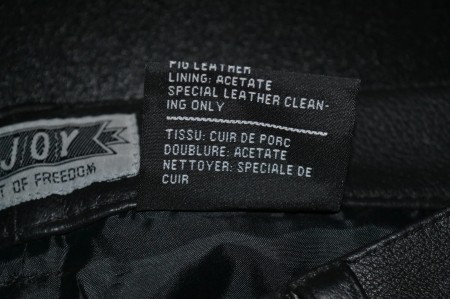 PIG LEATHER
LINING: ACETATE
SPECIAL LEATHER CLEAN-
ING ONLY
TISSU: CUIR DE PORC
DOUBLURE: ACETATE
NETTOYER: SPECIALE DE
CUIR
JOY
OF FREEDOM